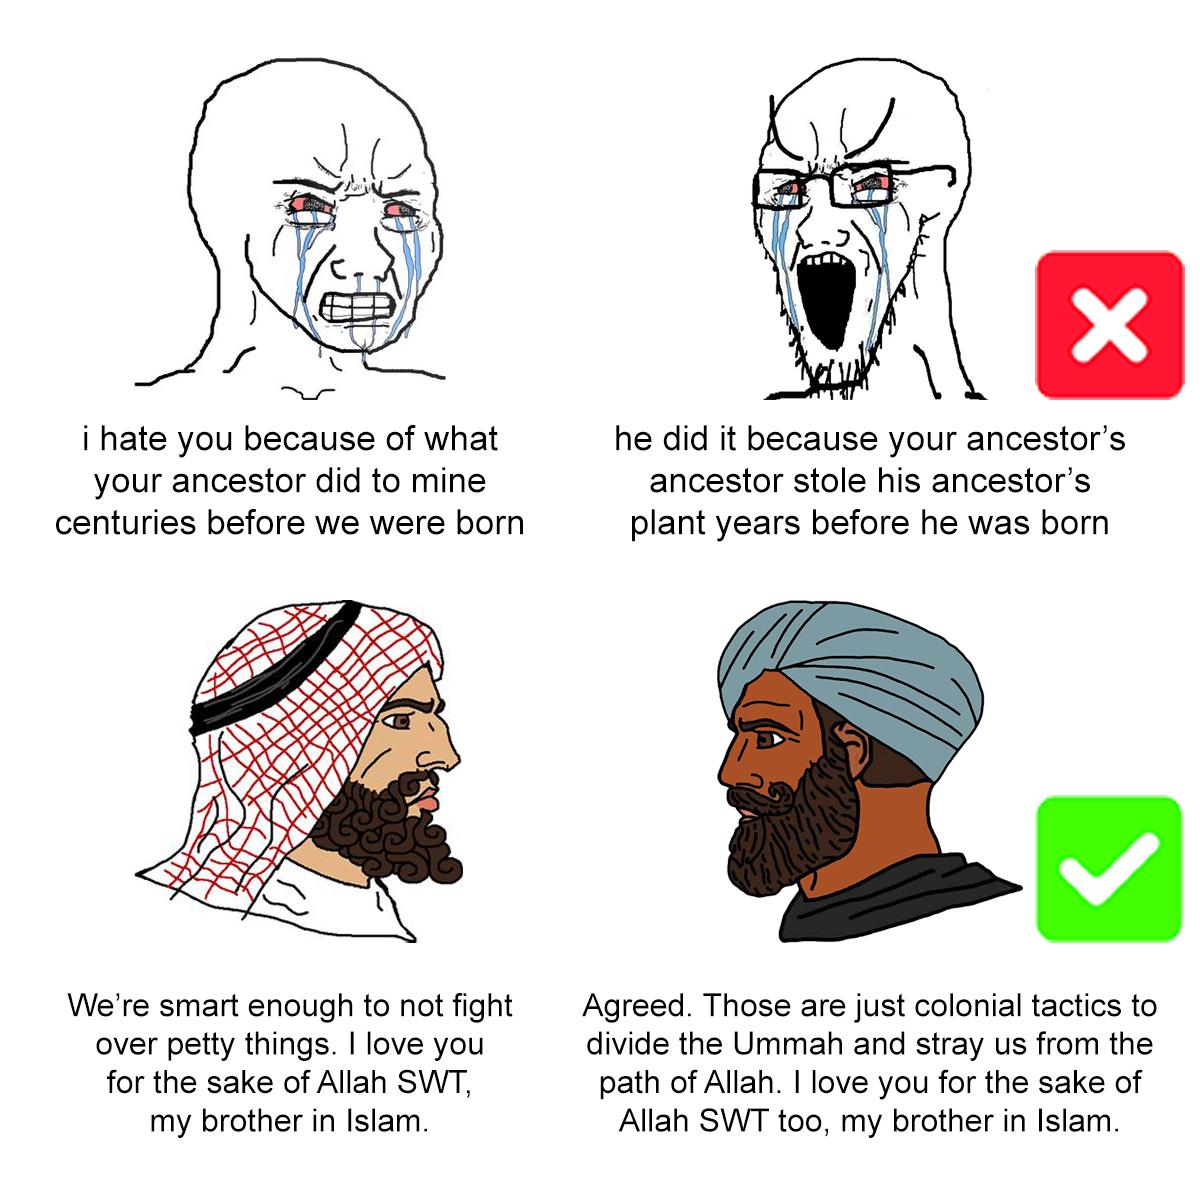 i hate you because of what
your ancestor did to mine
centuries before we were born
he did it because your ancestor’s
ancestor stole his ancestor’s
plant years before he was born
We’re smart enough to not fight
over petty things. I love you
for the sake of Allah SWT,
my brother in Islam.
Agreed. Those are just colonial tactics to
divide the Ummah and stray us from the
path of Allah. I love you for the sake of
Allah SWT too, my brother in Islam.